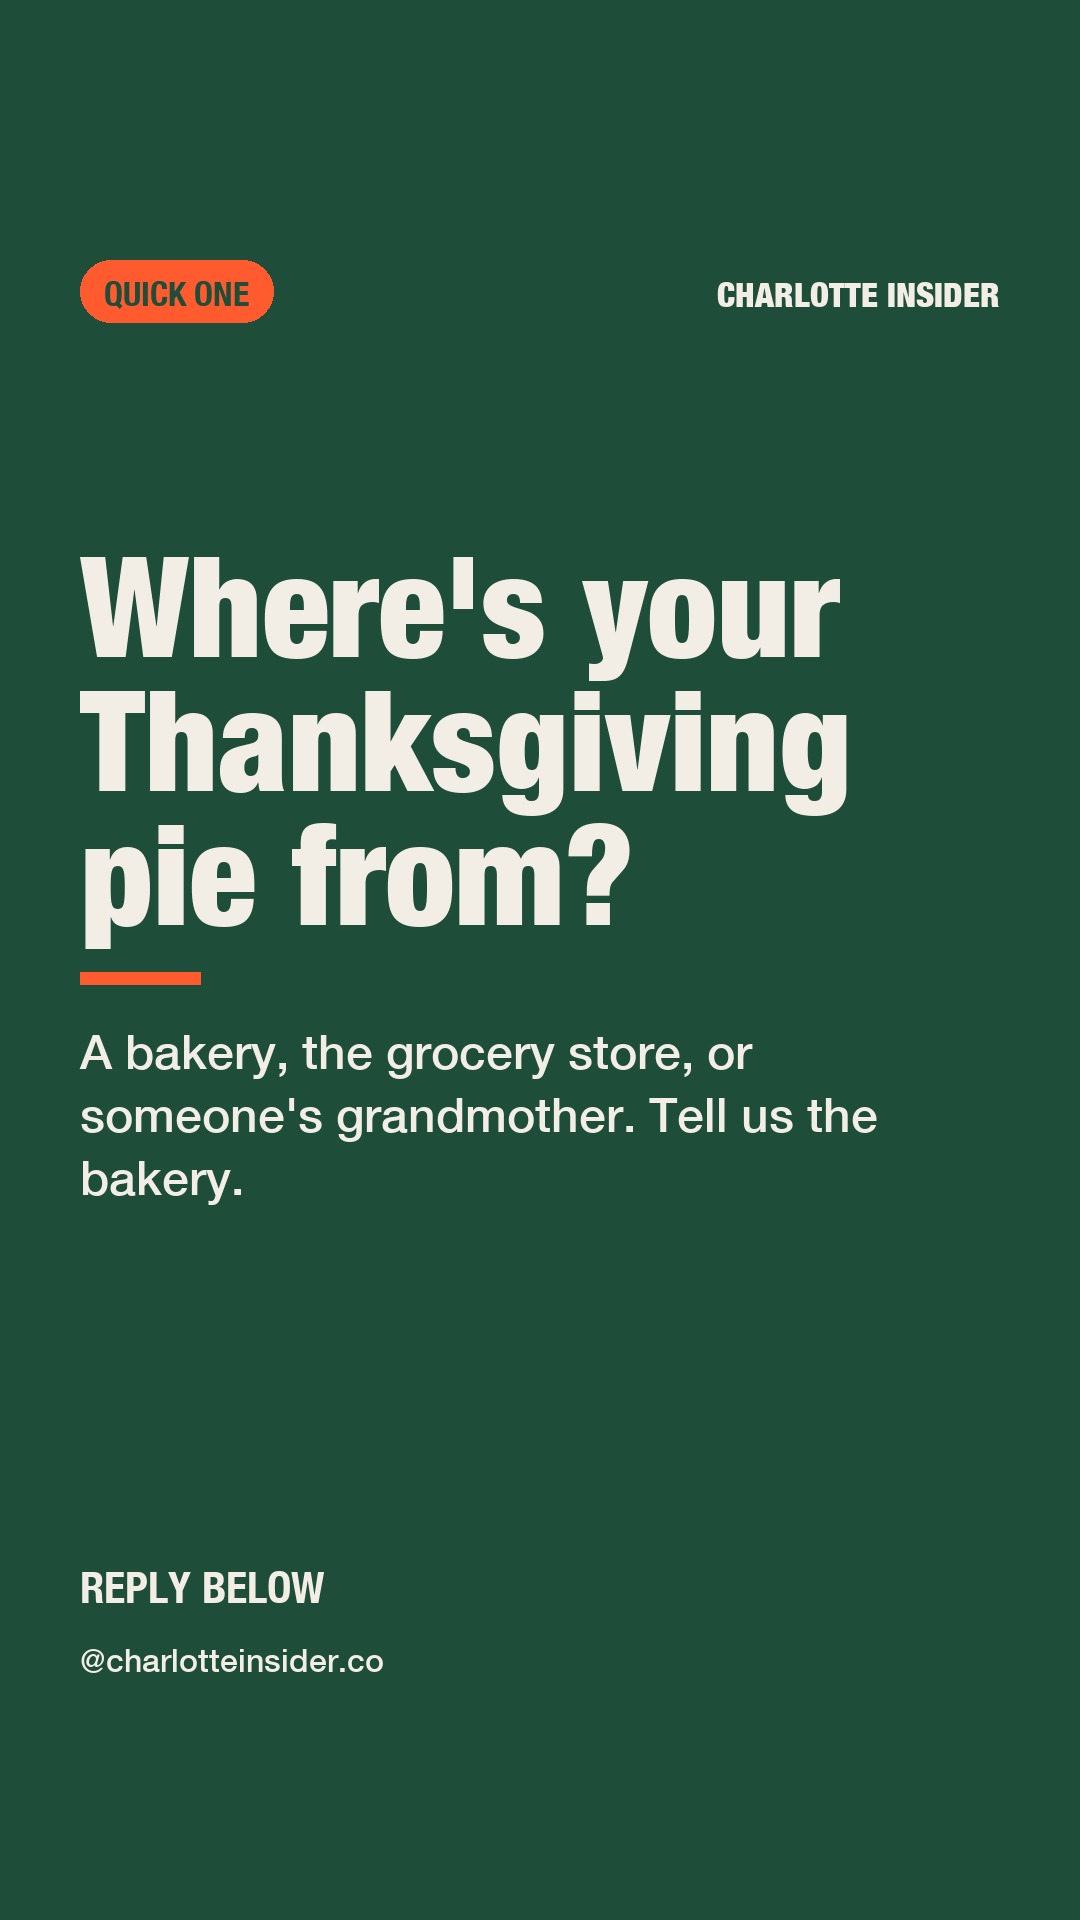 QUICK ONE
CHARLOTTE INSIDER
Where's your
Thanksgiving
pie from?
A bakery, the grocery store, or
someone's grandmother. Tell us the
bakery.
REPLY BELOW
@charlotteinsider.co